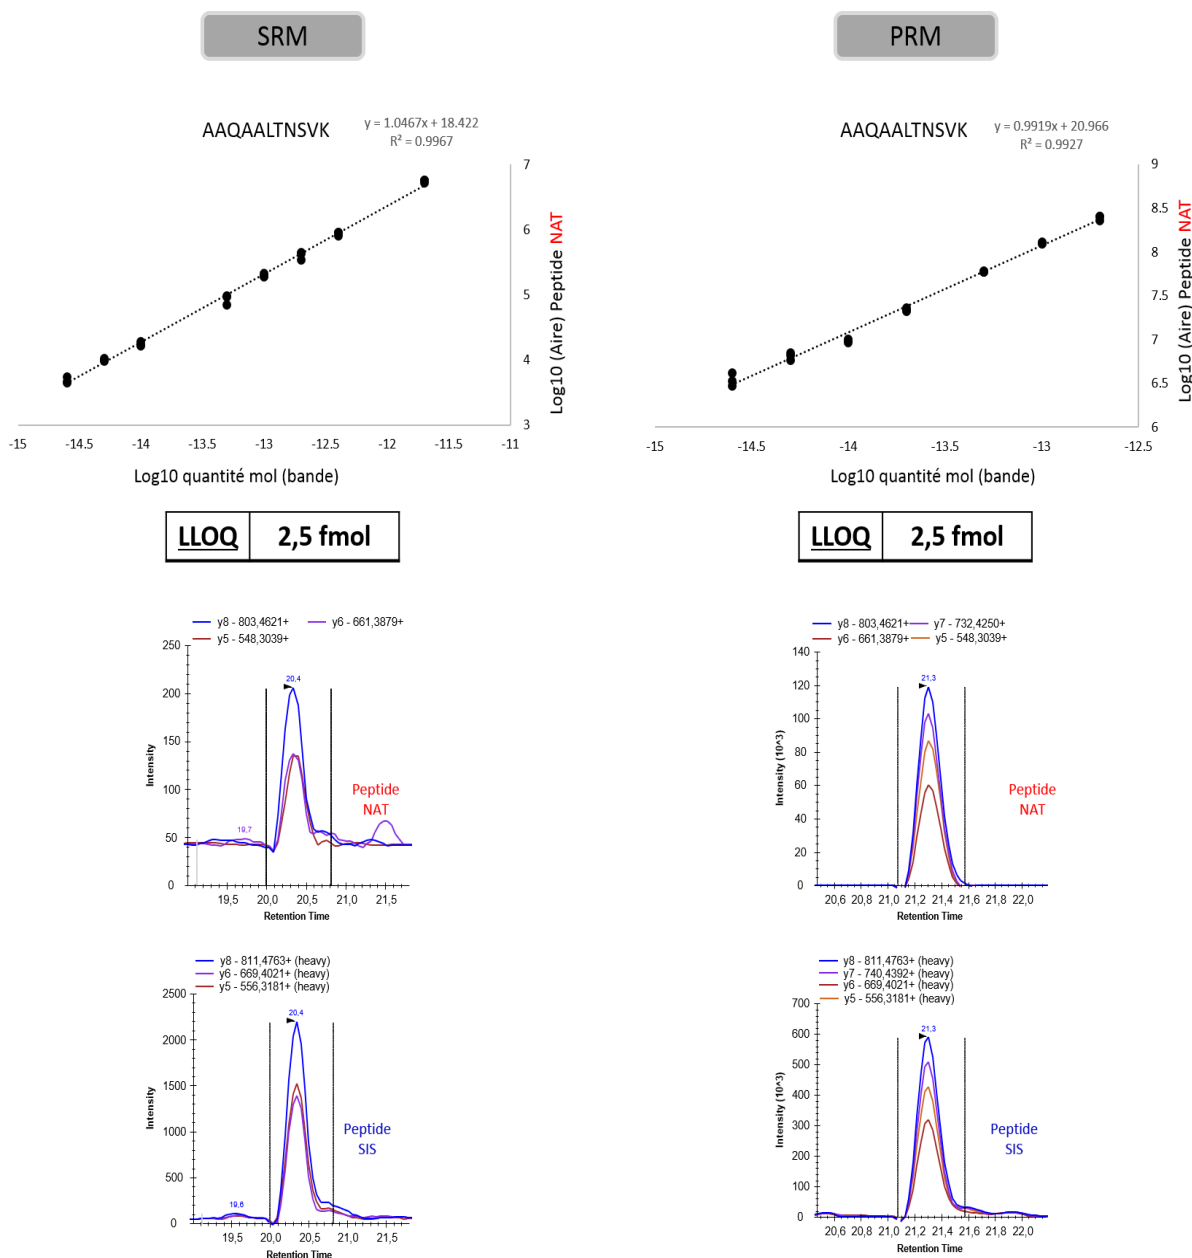 SRM
AAQAALTNSVK
y = 1.0467x + 18.422
R² = 0.9967
7
6
5
4
3
-15 -14.5 -14 -13.5 -13 -12.5 -12 -11.5 -11
Log10 (Aire) Peptide NAT
Log10 quantité mol (bande)
LLOQ 2,5 fmol
y8 - 803,4621+ y6 - 661,3879+
y5 - 548,3039+
250
200
150
100
50
0
Intensity
20,4
19,7
Peptide
NAT
19,5 20,0 20,5 21,0 21,5
Retention Time
y8 - 811,4763+ (heavy)
y6 - 669,4021+ (heavy)
y5 - 556,3181+ (heavy)
2500
2000
1500
1000
500
0
Intensity
20,4
19,6
Peptide
SIS
19,5 20,0 20,5 21,0 21,5
Retention Time
PRM
AAQAALTNSVK
y = 0.9919x + 20.966
R² = 0.9927
9
8.5
8
7.5
7
6.5
6
-15 -14.5 -14 -13.5 -13 -12.5
Log10 (Aire) Peptide NAT
Log10 quantité mol (bande)
LLOQ 2,5 fmol
y8 - 803,4621+ y7 - 732,4250+
y6 - 661,3879+ y5 - 548,3039+
140
120
100
80
60
40
20
0
Intensity (10^3)
21,3
Peptide
NAT
20,6 20,8 21,0 21,2 21,4 21,6 21,8 22,0
Retention Time
y8 - 811,4763+ (heavy)
y7 - 740,4392+ (heavy)
y6 - 669,4021+ (heavy)
y5 - 556,3181+ (heavy)
700
600
500
400
300
200
100
0
Intensity (10^3)
21,3
Peptide
SIS
20,6 20,8 21,0 21,2 21,4 21,6 21,8 22,0
Retention Time